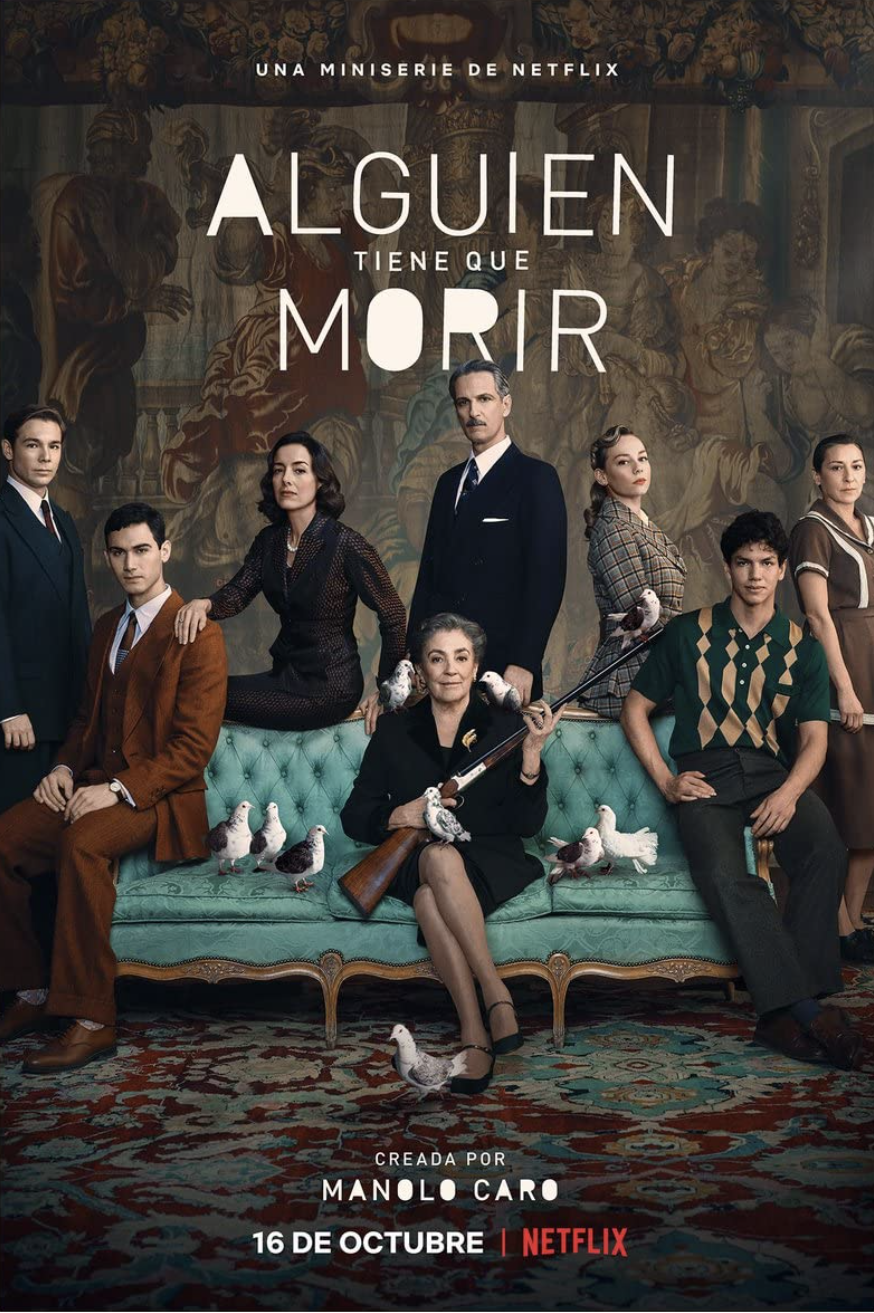 UNA MINISERIE DE NETFLIX
ALGUIEN
TIENE QUE
MORIR
CREADA POR
MANOLO CARO
16 DE OCTUBRE | NETFLIX